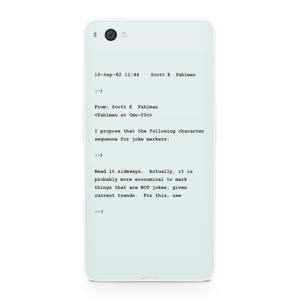 19-Sep-82 11:44 Scott E Fahlman
:-)
From: Scott E Fahlman
<Fahlman at Cmu-20c>
I propose that the following character
sequence for joke markers:
:-)
Read it sideways. Actually, it is
probably more economical to mark
things that are NOT jokes, given
current trends. For this, use
:-(